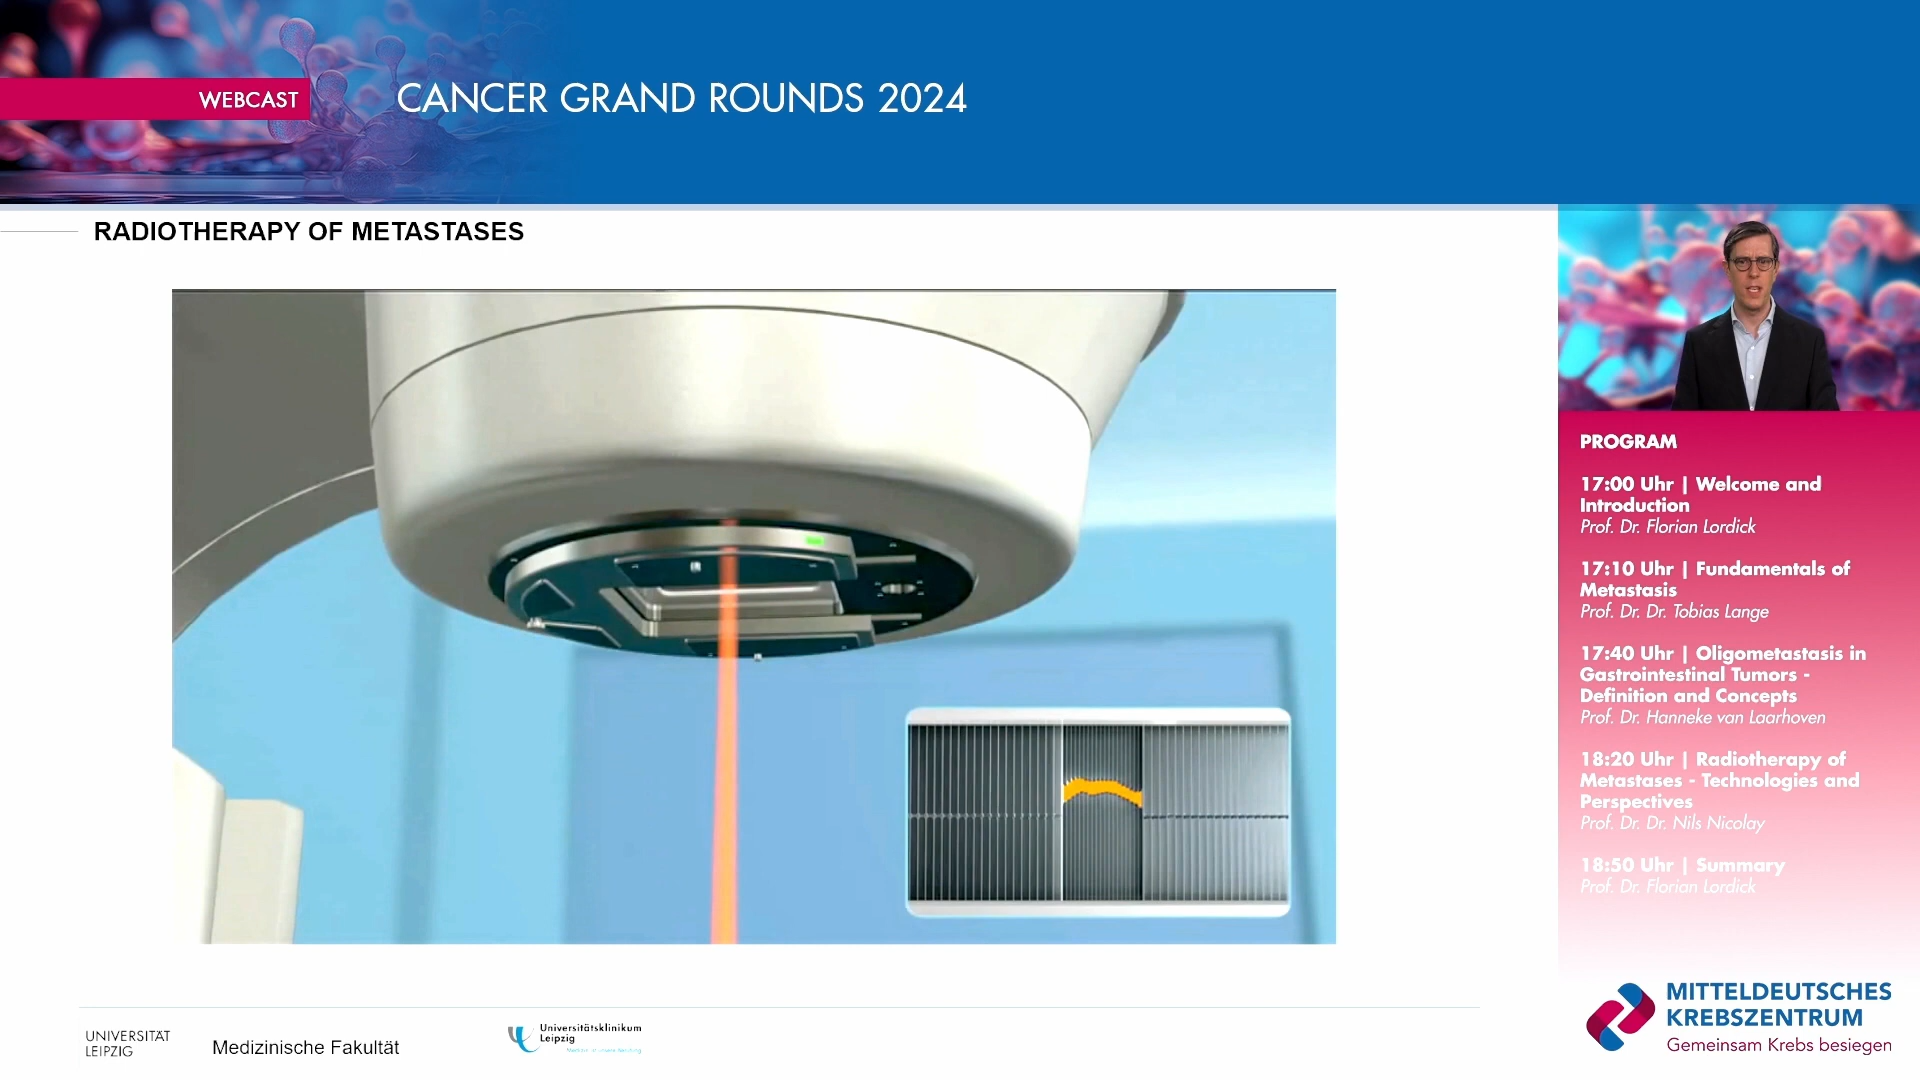 WEBCAST
CANCER GRAND ROUNDS 2024
RADIOTHERAPY OF METASTASES
PROGRAM
17:00 Uhr | Welcome and
Introduction
Prof. Dr. Florian Lordick
17:10 Uhr | Fundamentals of
Metastasis
Prof. Dr. Dr. Tobias Lange
17:40 Uhr | Oligometastasis in
Gastrointestinal Tumors -
Definition and Concepts
Prof. Dr. Hanneke van Laarhoven
18:20 Uhr | Radiotherapy of
Metastases - Technologies and
Perspectives
Prof. Dr. Dr. Nils Nicolay
18:50 Uhr | Summary
Prof. Dr. Florian Lordick
MITTELDEUTSCHES
KREBSZENTRUM
Gemeinsam Krebs besiegen
UNIVERSITÄT
LEIPZIG
Medizinische Fakultät
Universitätsklinikum
Leipzig